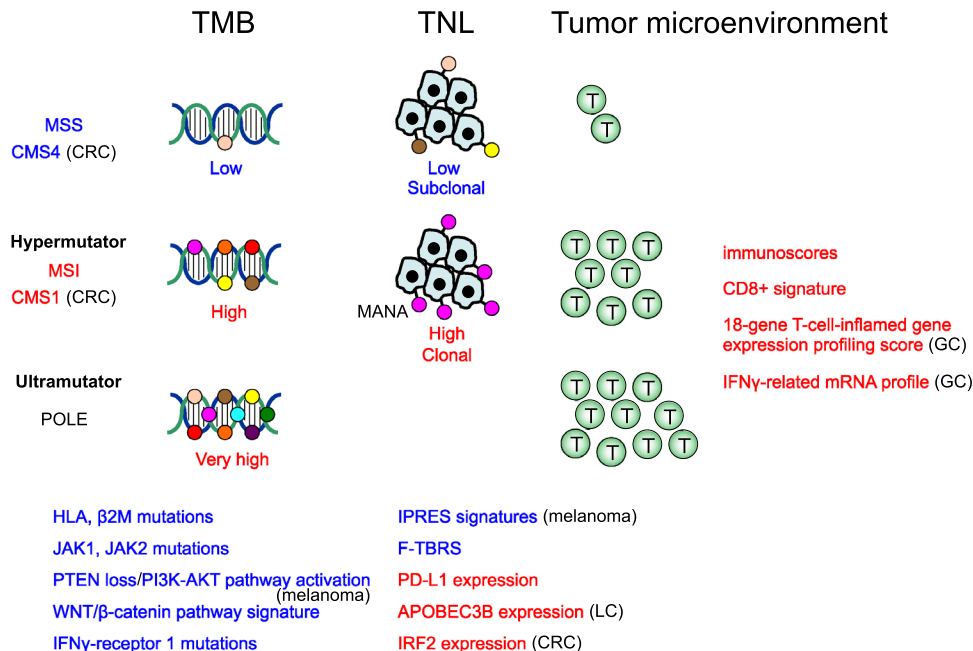 TMB
TNL
Tumor microenvironment
MSS
CMS4 (CRC)
Low
Low
Subclonal
T
T
Hypermutator
MSI
CMS1 (CRC)
High
MANA
High
Clonal
T T T
T T
T T T
immunoscores
CD8+ signature
18-gene T-cell-inflamed gene
expression profiling score (GC)
IFNγ-related mRNA profile (GC)
Ultramutator
POLE
Very high
T T T
T T T
T T T T
HLA, β2M mutations
JAK1, JAK2 mutations
PTEN loss/PI3K-AKT pathway activation
(melanoma)
WNT/β-catenin pathway signature
IFNγ-receptor 1 mutations
IPRES signatures (melanoma)
F-TBRS
PD-L1 expression
APOBEC3B expression (LC)
IRF2 expression (CRC)